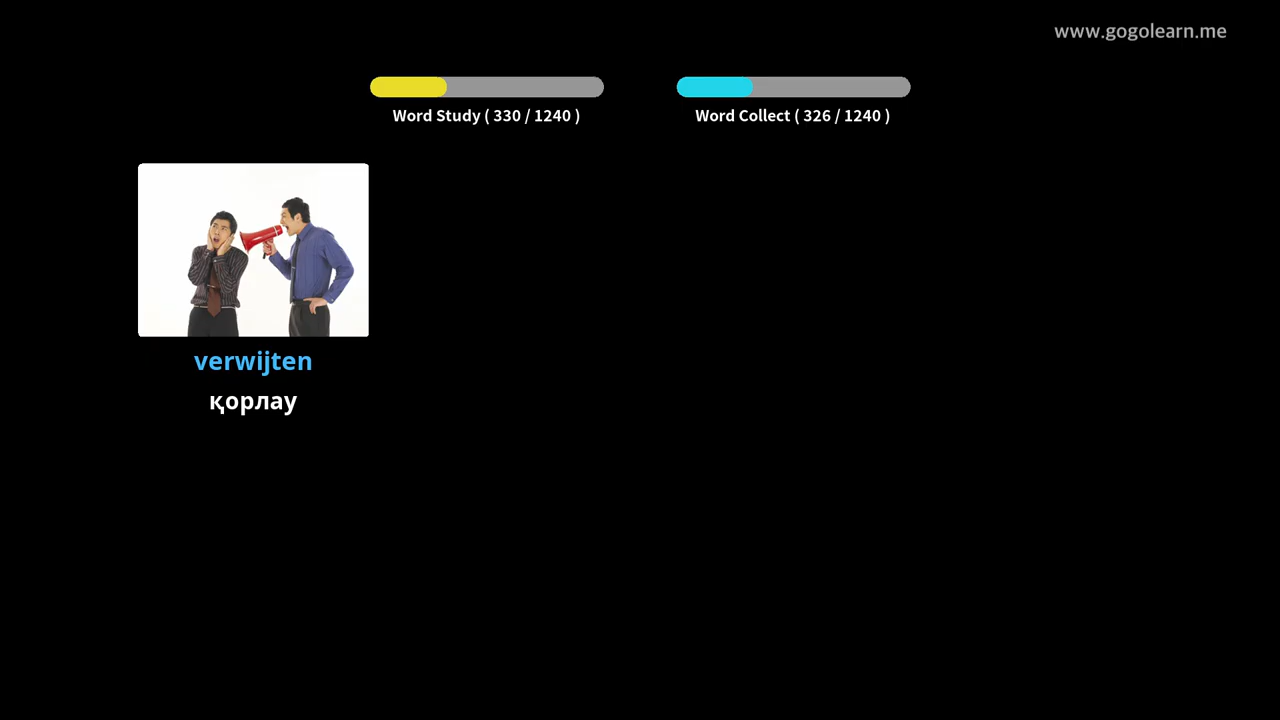 www.gogolearn.me
Word Study ( 330 / 1240 )
Word Collect ( 326 / 1240 )
verwijten
қорлау